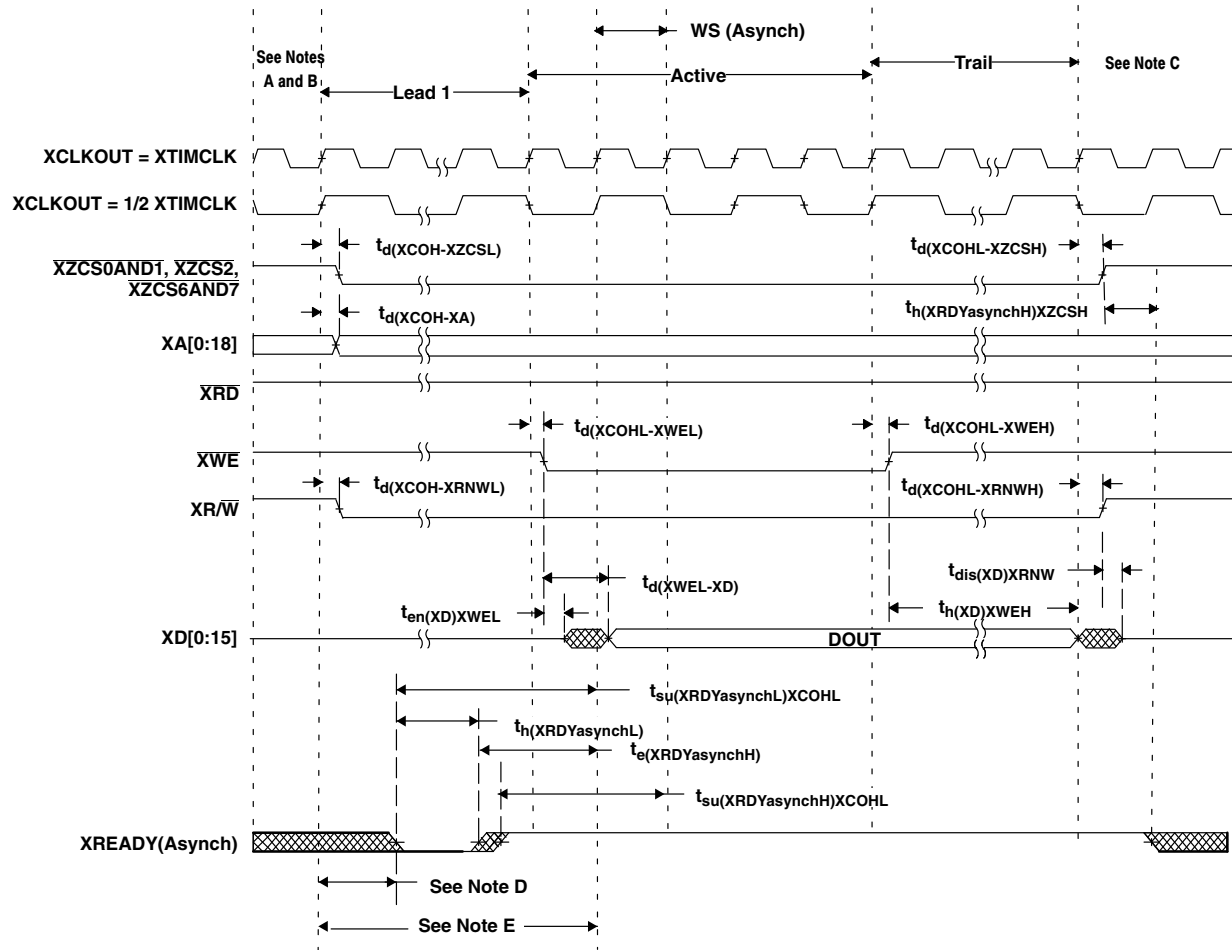 WS (Asynch)
See Notes
A and B
Lead 1
Active
Trail
See Note C
XCLKOUT = XTIMCLK
XCLKOUT = 1/2 XTIMCLK
td(XCOH-XZCSL)
td(XCOHL-XZCSH)
XZCS0AND1, XZCS2,
XZCS6AND7
th(XRDYasynchH)XZCSH
td(XCOH-XA)
XA[0:18]
XRD
td(XCOHL-XWEL)
td(XCOHL-XWEH)
XWE
td(XCOH-XRNWL)
td(XCOHL-XRNWH)
XR/W
tdis(XD)XRNW
td(XWEL-XD)
ten(XD)XWEL
th(XD)XWEH
XD[0:15]
DOUT
tsu(XRDYasynchL)XCOHL
th(XRDYasynchL)
te(XRDYasynchH)
tsu(XRDYasynchH)XCOHL
XREADY(Asynch)
See Note D
See Note E